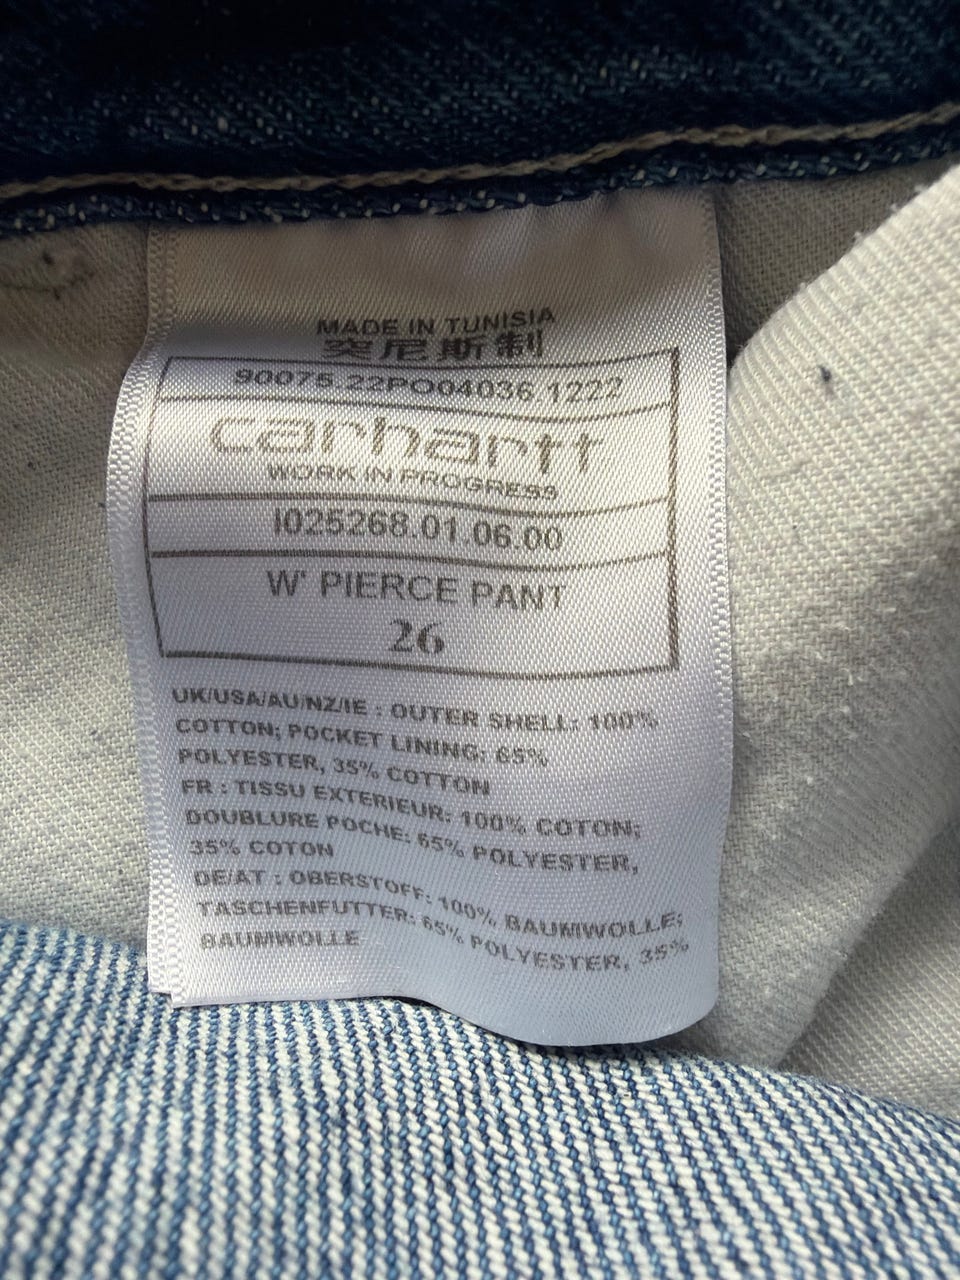 MADE IN TUNISIA
突尼斯制
90075.22PO04036.1222
carhartt
WORK IN PROGRESS
I025268.01.06.00
W' PIERCE PANT
26
UK/USA/AU/NZ/IE : OUTER SHELL: 100%
COTTON; POCKET LINING: 65%
POLYESTER, 35% COTTON
FR : TISSU EXTERIEUR: 100% COTON;
DOUBLURE POCHE: 65% POLYESTER,
35% COTON
DE/AT : OBERSTOFF: 100% BAUMWOLLE;
TASCHENFUTTER: 65% POLYESTER, 35%
BAUMWOLLE